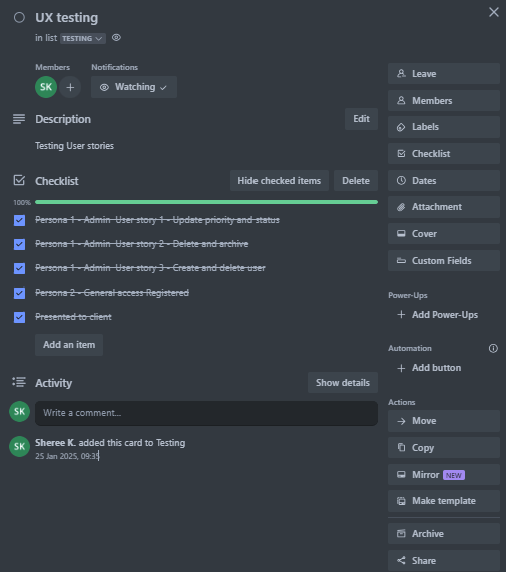 UX testing
in list TESTING
Members
Notifications
SK
Watching
Description
Edit
Testing User stories
Checklist
Hide checked items
Delete
100%
Persona 1 - Admin User story 1 - Update priority and status
Persona 1 - Admin User story 2 - Delete and archive
Persona 1 - Admin User story 3 - Create and delete user
Persona 2 - General access Registered
Presented to client
Add an item
Activity
Show details
SK
Write a comment...
SK
Sheree K. added this card to Testing
25 Jan 2025, 09:35
Leave
Members
Labels
Checklist
Dates
Attachment
Cover
Custom Fields
Power-Ups
Add Power-Ups
Automation
Add button
Actions
Move
Copy
Mirror NEW
Make template
Archive
Share